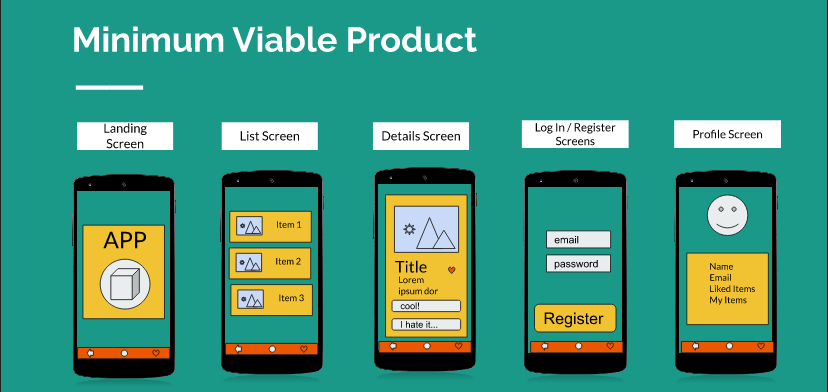 Minimum Viable Product
Landing
Screen
List Screen
Details Screen
Log In / Register
Screens
Profile Screen
APP
Item 1
Item 2
Item 3
Title
Lorem
ipsum dor
cool!
I hate it...
email
password
Register
Name
Email
Liked Items
My Items